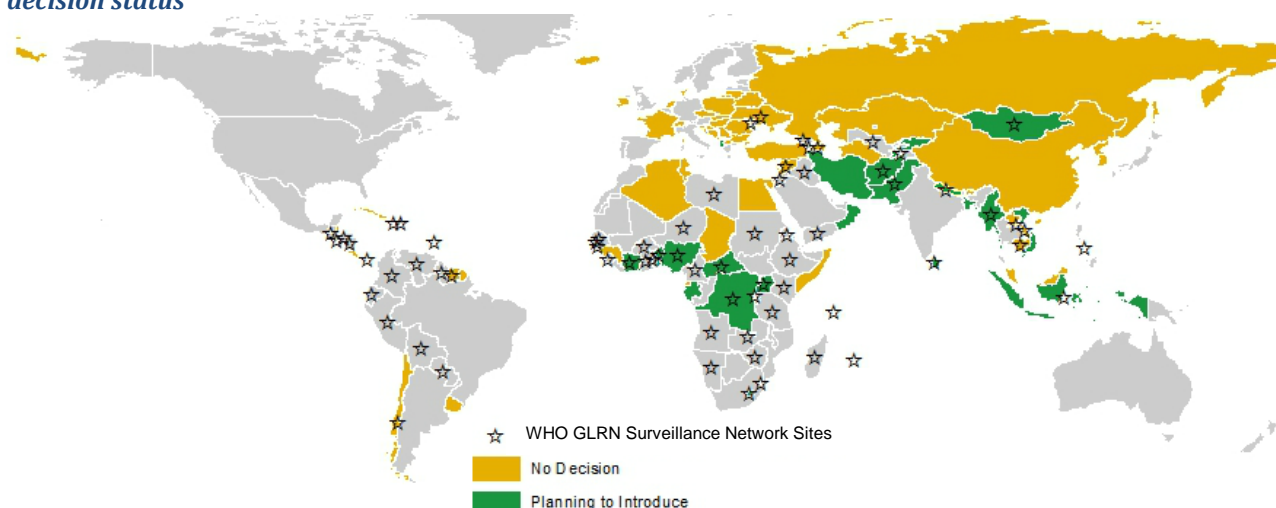 decision status
WHO GLRN Surveillance Network Sites
No Decision
Planning to Introduce